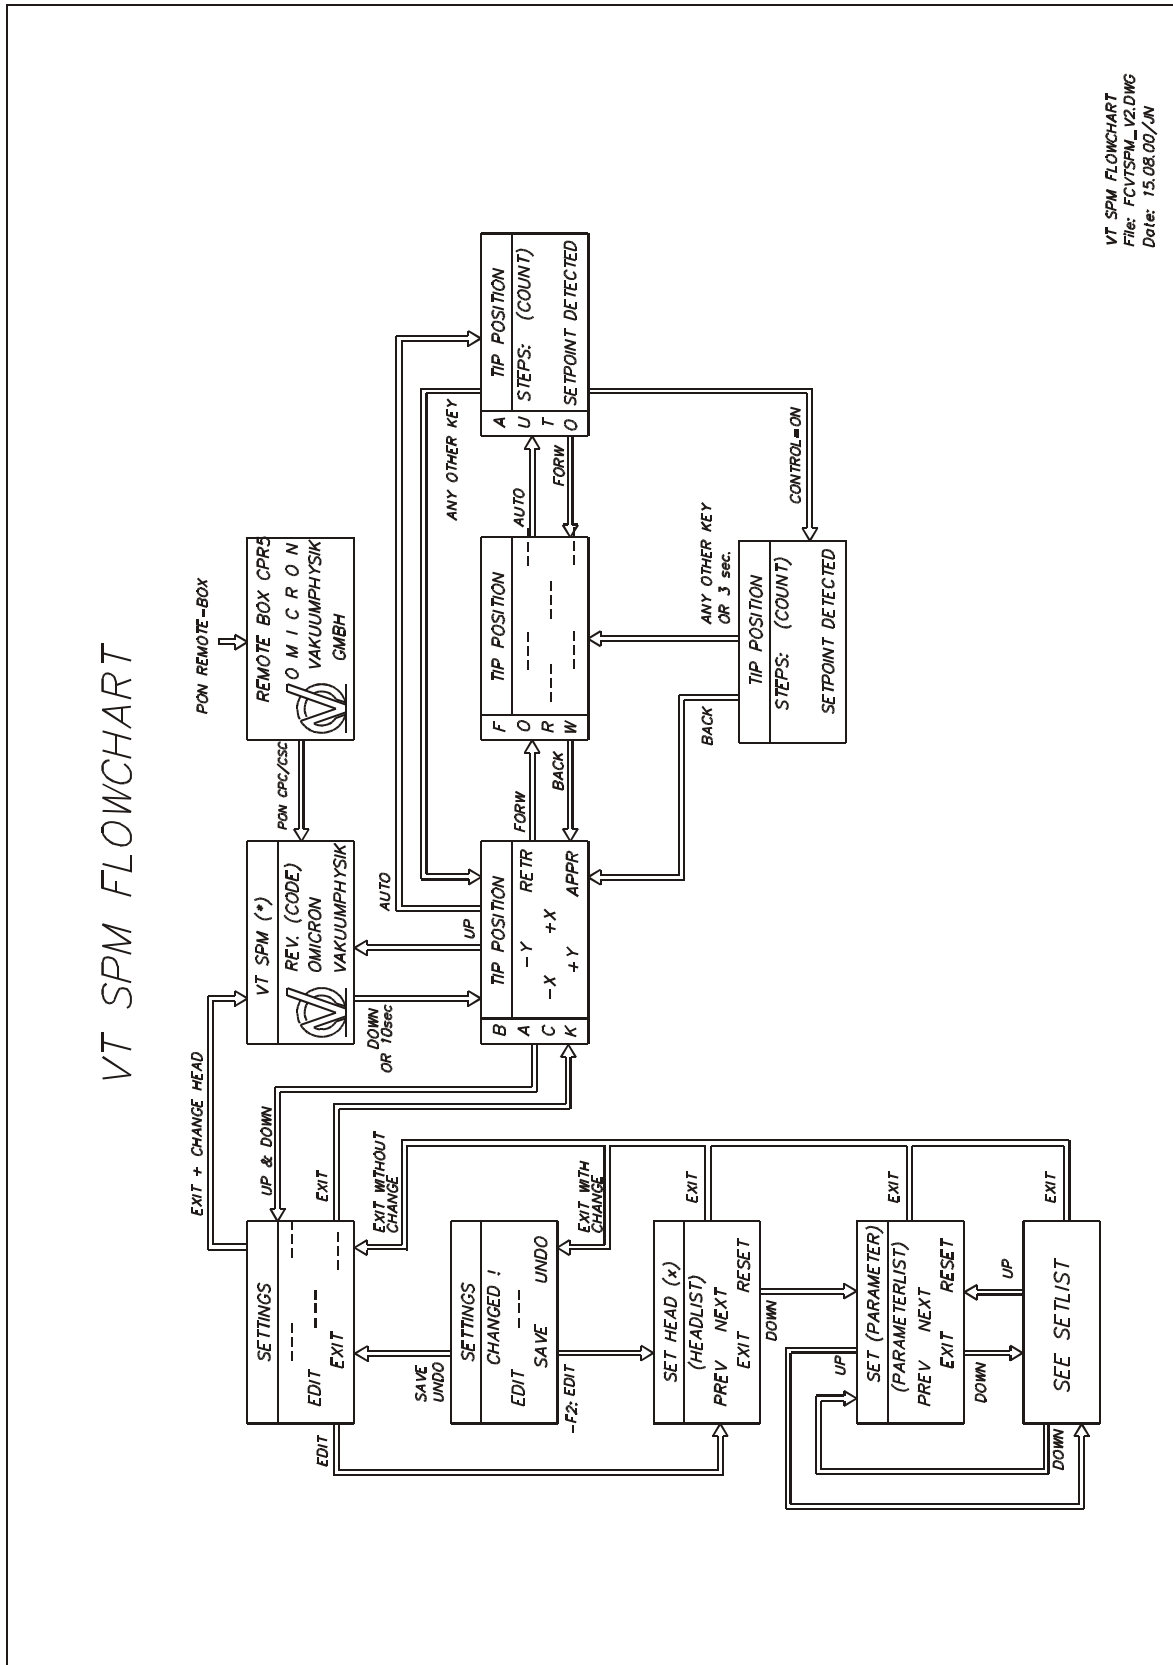 VT SPM FLOWCHART
EXIT + CHANGE HEAD
PON REMOTE-BOX
SETTINGS
--- ---
EDIT --- ---
EXIT
VT SPM (*)
REV. (CODE)
OMICRON
VAKUUMPHYSIK
PON CPC/CSC
REMOTE BOX CPR5
O M I C R O N
VAKUUMPHYSIK
GMBH
UP & DOWN
EXIT
EDIT
DOWN
OR 10sec
UP
AUTO
EXIT WITHOUT
CHANGE
SAVE
UNDO
ANY OTHER KEY
SETTINGS
CHANGED !
EDIT ---
SAVE UNDO
B
A
C
K
TIP POSITION
-Y RETR
-X +X
+Y APPR
FORW
BACK
F
O
R
W
TIP POSITION
--- ---
--- ---
--- ---
AUTO
FORW
A
U
T
O
TIP POSITION
STEPS: (COUNT)
SETPOINT DETECTED
-F2: EDIT
EXIT WITH
CHANGE
SET HEAD (x)
(HEADLIST)
PREV NEXT
EXIT RESET
EXIT
BACK
ANY OTHER KEY
OR 3 sec.
CONTROL=ON
TIP POSITION
STEPS: (COUNT)
SETPOINT DETECTED
DOWN
UP
SET (PARAMETER)
(PARAMETERLIST)
PREV NEXT
EXIT RESET
EXIT
DOWN
UP
SEE SETLIST
EXIT
DOWN
VT SPM FLOWCHART
File: FCVTSPM_V2.DWG
Date: 15.08.00/JN